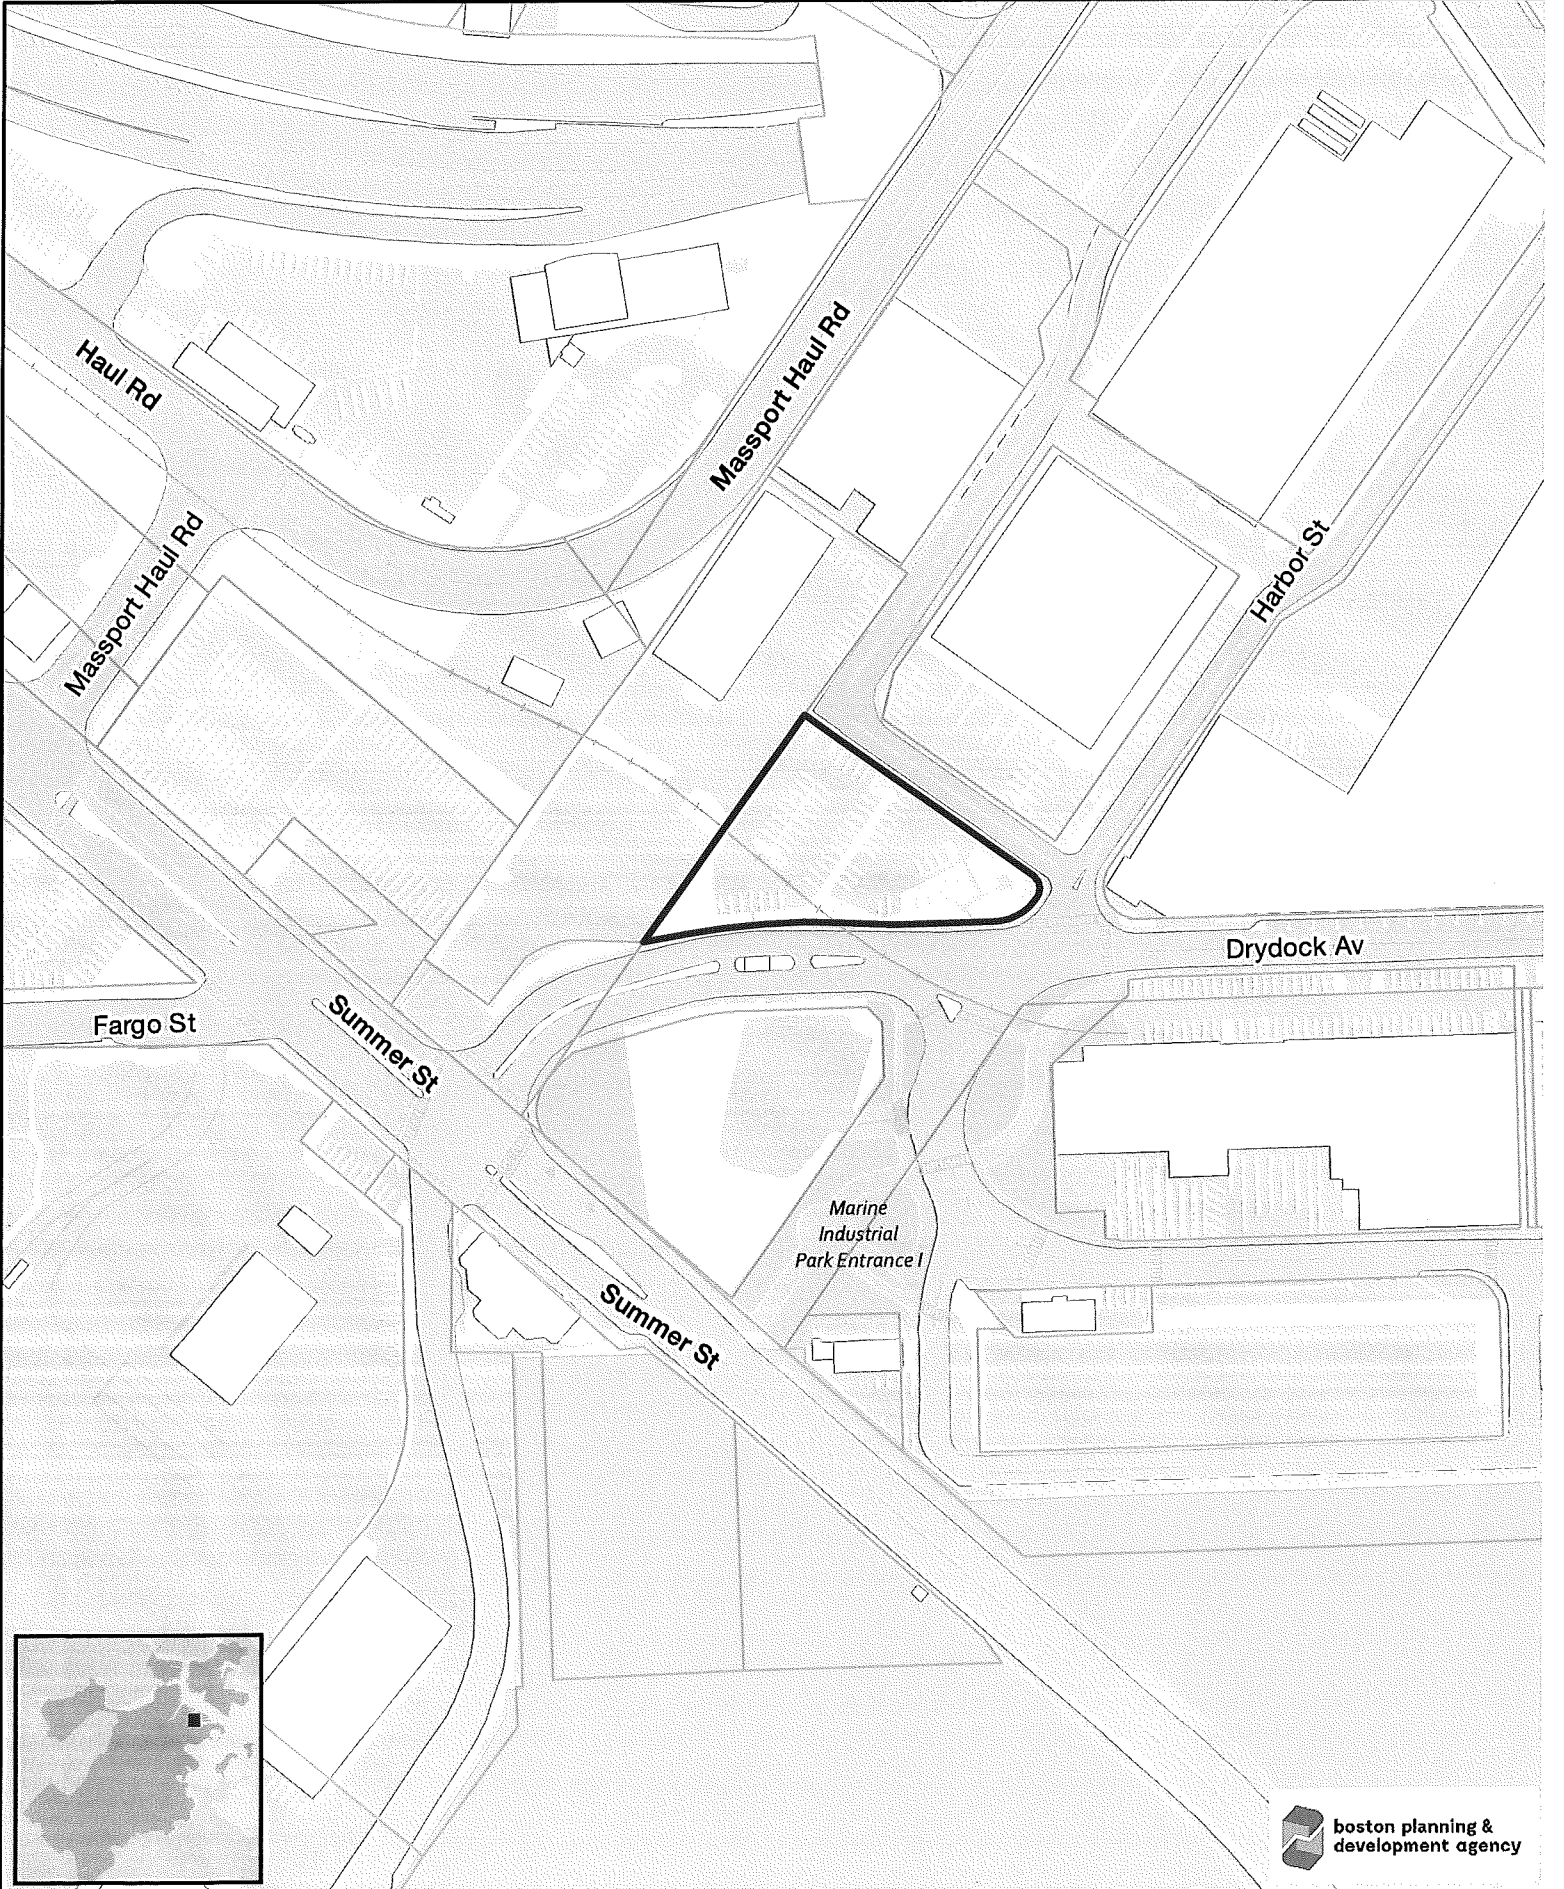 Massport Haul Rd
Haul Rd
Massport Haul Rd
Harbor St
Drydock Av
Fargo St
Summer St
Marine
Industrial
Park Entrance I
Summer St
boston planning &
development agency